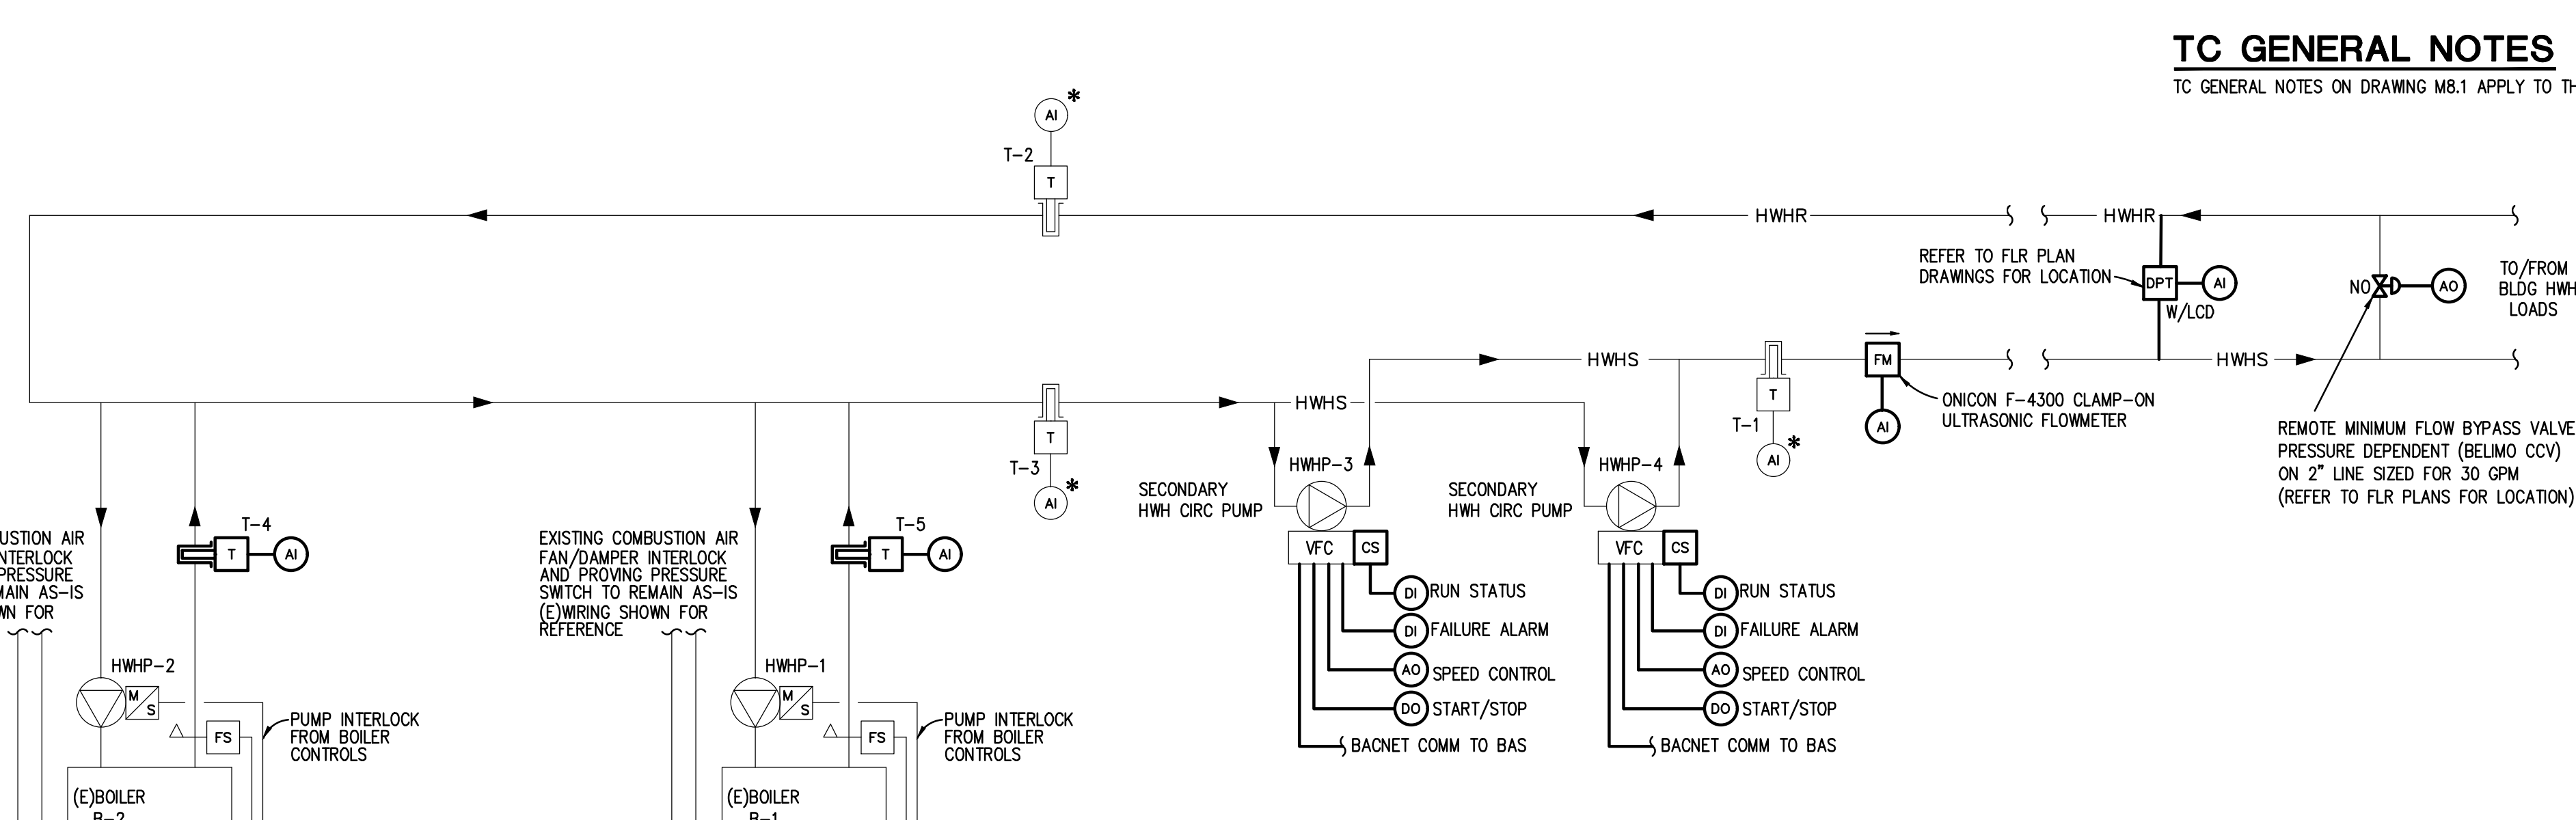 TC GENERAL NOTES
TC GENERAL NOTES ON DRAWING M8.1 APPLY TO
AI
*
T-2
T
HWHR
HWHR
REFER TO FLR PLAN
DRAWINGS FOR LOCATION
DPT
AI
W/LCD
NO
AO
TO/FROM
BLDG HWH
LOADS
HWHS
FM
HWHS
AI
ONICON F-4300 CLAMP-ON
ULTRASONIC FLOWMETER
T
T-1
AI
*
REMOTE MINIMUM FLOW BYPASS VALVE
PRESSURE DEPENDENT (BELIMO CCV)
ON 2" LINE SIZED FOR 30 GPM
(REFER TO FLR PLANS FOR LOCATION)
T
T-3
AI
*
HWHS
HWHP-3
SECONDARY
HWH CIRC PUMP
VFC
CS
DI RUN STATUS
DI FAILURE ALARM
AO SPEED CONTROL
DO START/STOP
BACNET COMM TO BAS
HWHP-4
SECONDARY
HWH CIRC PUMP
VFC
CS
DI RUN STATUS
DI FAILURE ALARM
AO SPEED CONTROL
DO START/STOP
BACNET COMM TO BAS
USTION AIR
NTERLOCK
PRESSURE
MAIN AS-IS
WN FOR
T-4
T
AI
HWHP-2
M
S
FS
PUMP INTERLOCK
FROM BOILER
CONTROLS
(E)BOILER
B-2
EXISTING COMBUSTION AIR
FAN/DAMPER INTERLOCK
AND PROVING PRESSURE
SWITCH TO REMAIN AS-IS
(E)WIRING SHOWN FOR
REFERENCE
T-5
T
AI
HWHP-1
M
S
FS
PUMP INTERLOCK
FROM BOILER
CONTROLS
(E)BOILER
B-1